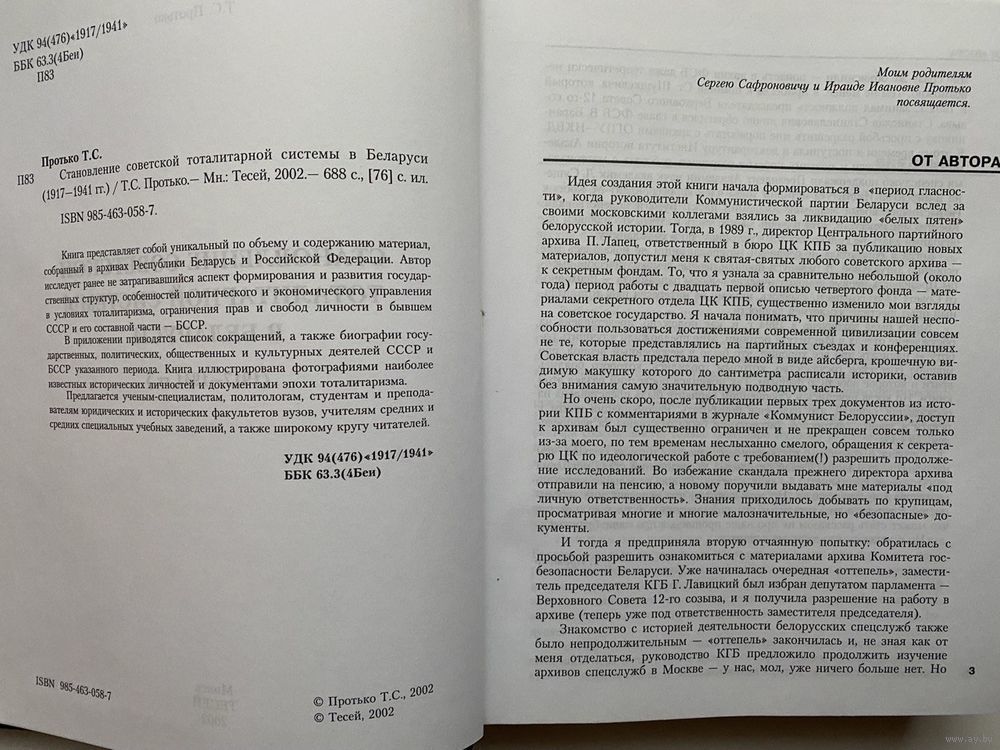 УДК 94(476)«1917/1941»
ББК 63.3(4Беи)
П83
Протько Т.С.
П83 Становление советской тоталитарной системы в Беларуси
(1917–1941 гг.) / Т.С. Протько.— Мн.: Тесей, 2002.— 688 с., [76] с. ил.
ISBN 985-463-058-7.
Книга представляет собой уникальный по объему и содержанию материал,
собранный в архивах Республики Беларусь и Российской Федерации. Автор
исследует ранее не затрагивавшийся аспект формирования и развития государ-
ственных структур, особенностей политического и экономического управления
в условиях тоталитаризма, ограничения прав и свобод личности в бывшем
СССР и его составной части — БССР.
В приложении приводятся список сокращений, а также биографии госу-
дарственных, политических, общественных и культурных деятелей СССР и
БССР указанного периода. Книга иллюстрирована фотографиями наиболее
известных исторических личностей и документами эпохи тоталитаризма.
Предлагается ученым-специалистам, политологам, студентам и препода-
вателям юридических и исторических факультетов вузов, учителям средних и
средних специальных учебных заведений, а также широкому кругу читателей.
УДК 94(476)«1917/1941»
ББК 63.3(4Беи)
ISBN 985-463-058-7
© Протько Т.С., 2002
© Тесей, 2002
Моим родителям
Сергею Сафроновичу и Ираиде Ивановне Протько
посвящается.
ОТ АВТОРА
Идея создания этой книги начала формироваться в «период гласнос-
ти», когда руководители Коммунистической партии Беларуси вслед за
своими московскими коллегами взялись за ликвидацию «белых пятен»
белорусской истории. Тогда, в 1989 г., директор Центрального партийного
архива П. Лапец, ответственный в бюро ЦК КПБ за публикацию новых
материалов, допустил меня к святая-святых любого советского архива —
к секретным фондам. То, что я узнала за сравнительно небольшой (около
года) период работы с двадцать первой описью четвертого фонда — мате-
риалами секретного отдела ЦК КПБ, существенно изменило мои взгляды
на советское государство. Я начала понимать, что причины нашей неспо-
собности пользоваться достижениями современной цивилизации совсем
не те, которые представлялись на партийных съездах и конференциях.
Советская власть предстала передо мной в виде айсберга, крошечную ви-
димую макушку которого до сантиметра расписали историки, оставив
без внимания самую значительную подводную часть.
Но очень скоро, после публикации первых трех документов из исто-
рии КПБ с комментариями в журнале «Коммунист Белоруссии», доступ
к архивам был существенно ограничен и не прекращен совсем только
из-за моего, по тем временам неслыханно смелого, обращения к секрета-
рю ЦК по идеологической работе с требованием(!) разрешить продолже-
ние исследований. Во избежание скандала прежнего директора архива
отправили на пенсию, а новому поручили выдавать мне материалы «под
личную ответственность». Знания приходилось добывать по крупицам,
просматривая многие и многие малозначительные, но «безопасные» до-
кументы.
И тогда я предприняла вторую отчаянную попытку: обратилась с
просьбой разрешить ознакомиться с материалами архива Комитета гос-
безопасности Беларуси. Уже начиналась очередная «оттепель», замести-
тель председателя КГБ Г. Лавицкий был избран депутатом парламента —
Верховного Совета 12-го созыва, и я получила разрешение на работу в
архиве (теперь уже под ответственность заместителя председателя).
Знакомство с историей деятельности белорусских спецслужб также
было непродолжительным — «оттепель» закончилась и, не зная как от
меня отделаться, руководство КГБ предложило продолжить изучение
архивов спецслужб в Москве — у нас, мол, уже ничего больше нет. Но
3
www.ay.by